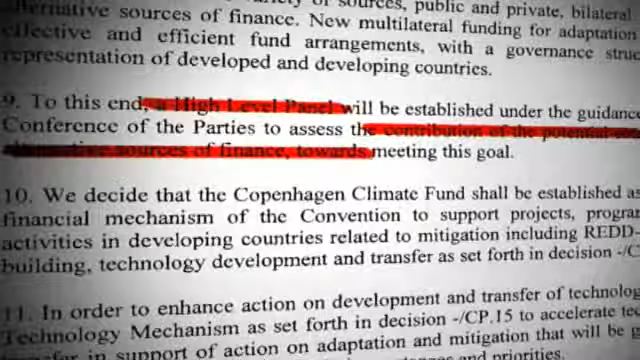 alternative sources of finance. New multilateral funding for adaptation
effective and efficient fund arrangements, with a governance
representation of developed and developing countries.
9. To this end, a High Level Panel will be established under the guidance
Conference of the Parties to assess the contribution of the potential
alternative sources of finance, towards meeting this goal.
10. We decide that the Copenhagen Climate Fund shall be established as
financial mechanism of the Convention to support projects,
activities in developing countries related to mitigation including REDD-
building, technology development and transfer as set forth in decision -/C
11. In order to enhance action on development and transfer of
Technology Mechanism as set forth in decision -/CP.15 to accelerate
in support of action on adaptation and mitigation that will be
and priorities.